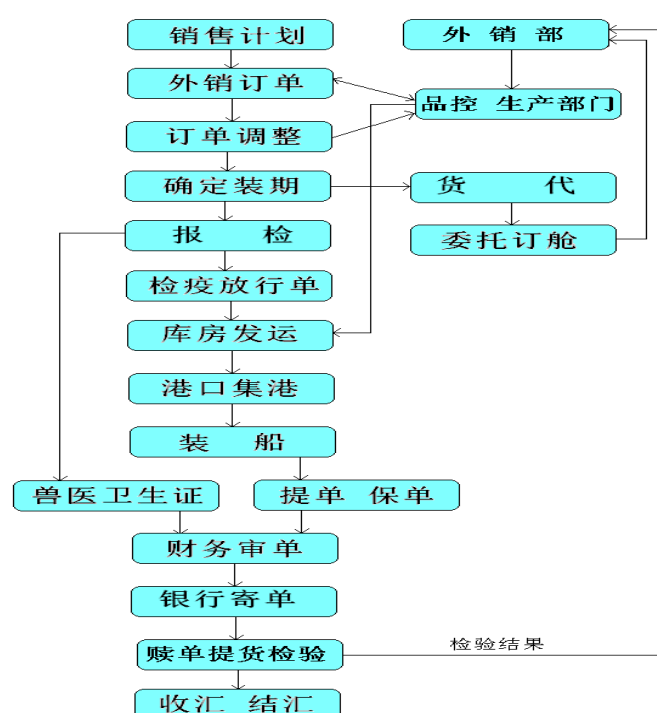 销售计划
外销部
外销订单
品控 生产部门
订单调整
确定装期
货代
报检
委托订舱
检疫放行单
库房发运
港口集港
装船
兽医卫生证
提单 保单
财务审单
银行寄单
检验结果
赎单提货检验
收汇 结汇